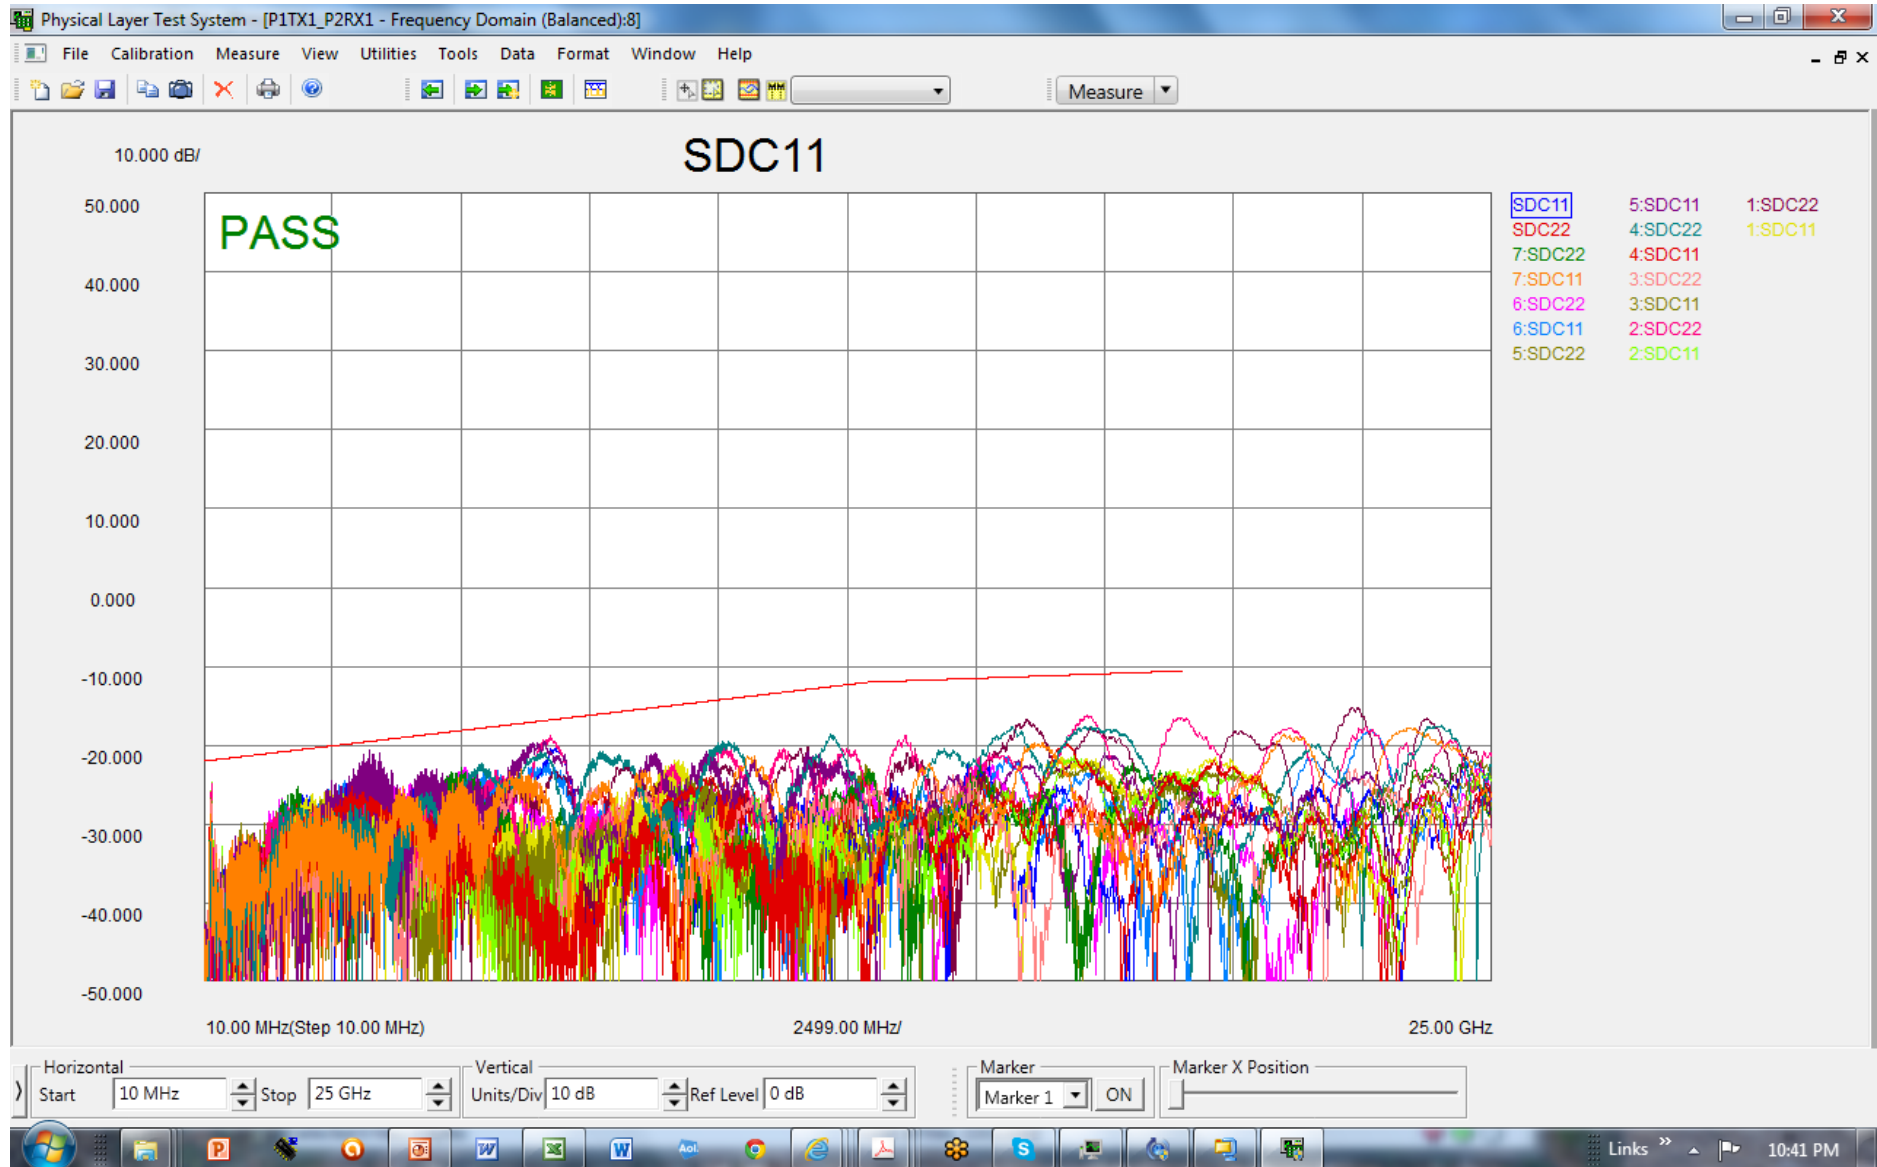 Physical Layer Test System - [P1TX1_P2RX1 - Frequency Domain (Balanced):8]
File Calibration Measure View Utilities Tools Data Format Window Help
Measure
10.000 dB/
SDC11
PASS
50.000
40.000
30.000
20.000
10.000
0.000
-10.000
-20.000
-30.000
-40.000
-50.000
SDC11 5:SDC11 1:SDC22
SDC22 4:SDC22 1:SDC11
7:SDC22 4:SDC11
7:SDC11 3:SDC22
6:SDC22 3:SDC11
6:SDC11 2:SDC22
5:SDC22 2:SDC11
10.00 MHz(Step 10.00 MHz) 2499.00 MHz/ 25.00 GHz
Horizontal Vertical Marker Marker X Position
Start 10 MHz Stop 25 GHz Units/Div 10 dB Ref Level 0 dB Marker 1 ON
Aol. Links 10:41 PM